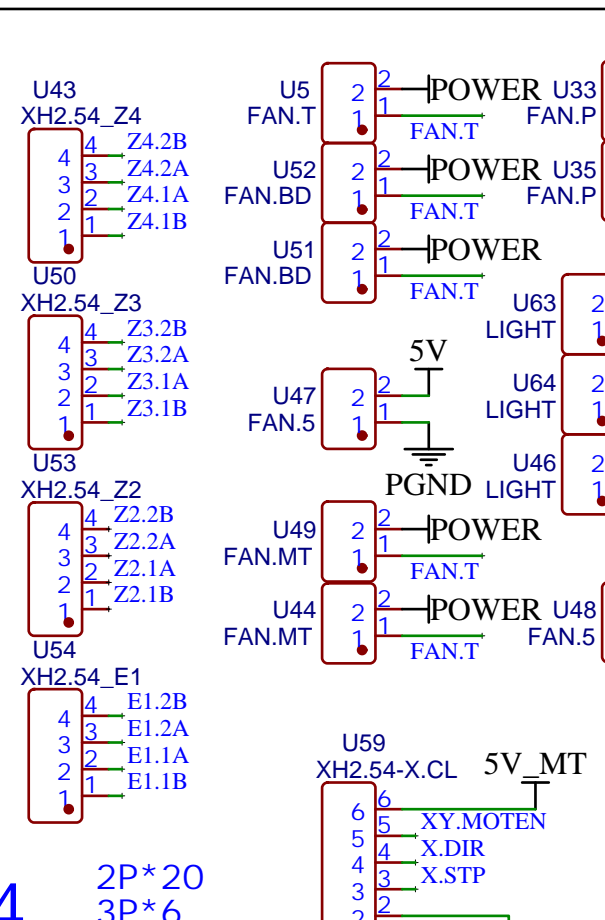 U43
XH2.54_Z4
4 4 Z4.2B
3 3 Z4.2A
2 2 Z4.1A
1 1 Z4.1B
U50
XH2.54_Z3
4 4 Z3.2B
3 3 Z3.2A
2 2 Z3.1A
1 1 Z3.1B
U53
XH2.54_Z2
4 4 Z2.2B
3 3 Z2.2A
2 2 Z2.1A
1 1 Z2.1B
U54
XH2.54_E1
4 4 E1.2B
3 3 E1.2A
2 2 E1.1A
1 1 E1.1B
4
2P*20
3P*6
U5
FAN.T
2 2 POWER
1 1 FAN.T
U52
FAN.BD
2 2 POWER
1 1 FAN.T
U51
FAN.BD
2 2 POWER
1 1 FAN.T
5V
U47
FAN.5
2 2
1 1
PGND
U49
FAN.MT
2 2 POWER
1 1 FAN.T
U44
FAN.MT
2 2 POWER
1 1 FAN.T
U59
XH2.54-X.CL
5V_MT
6 6
5 5 XY.MOTEN
4 4 X.DIR
3 3 X.STP
2 2
U33
FAN.P
U35
FAN.P
U63
LIGHT
2
1
U64
LIGHT
2
1
U46
LIGHT
2
1
U48
FAN.5